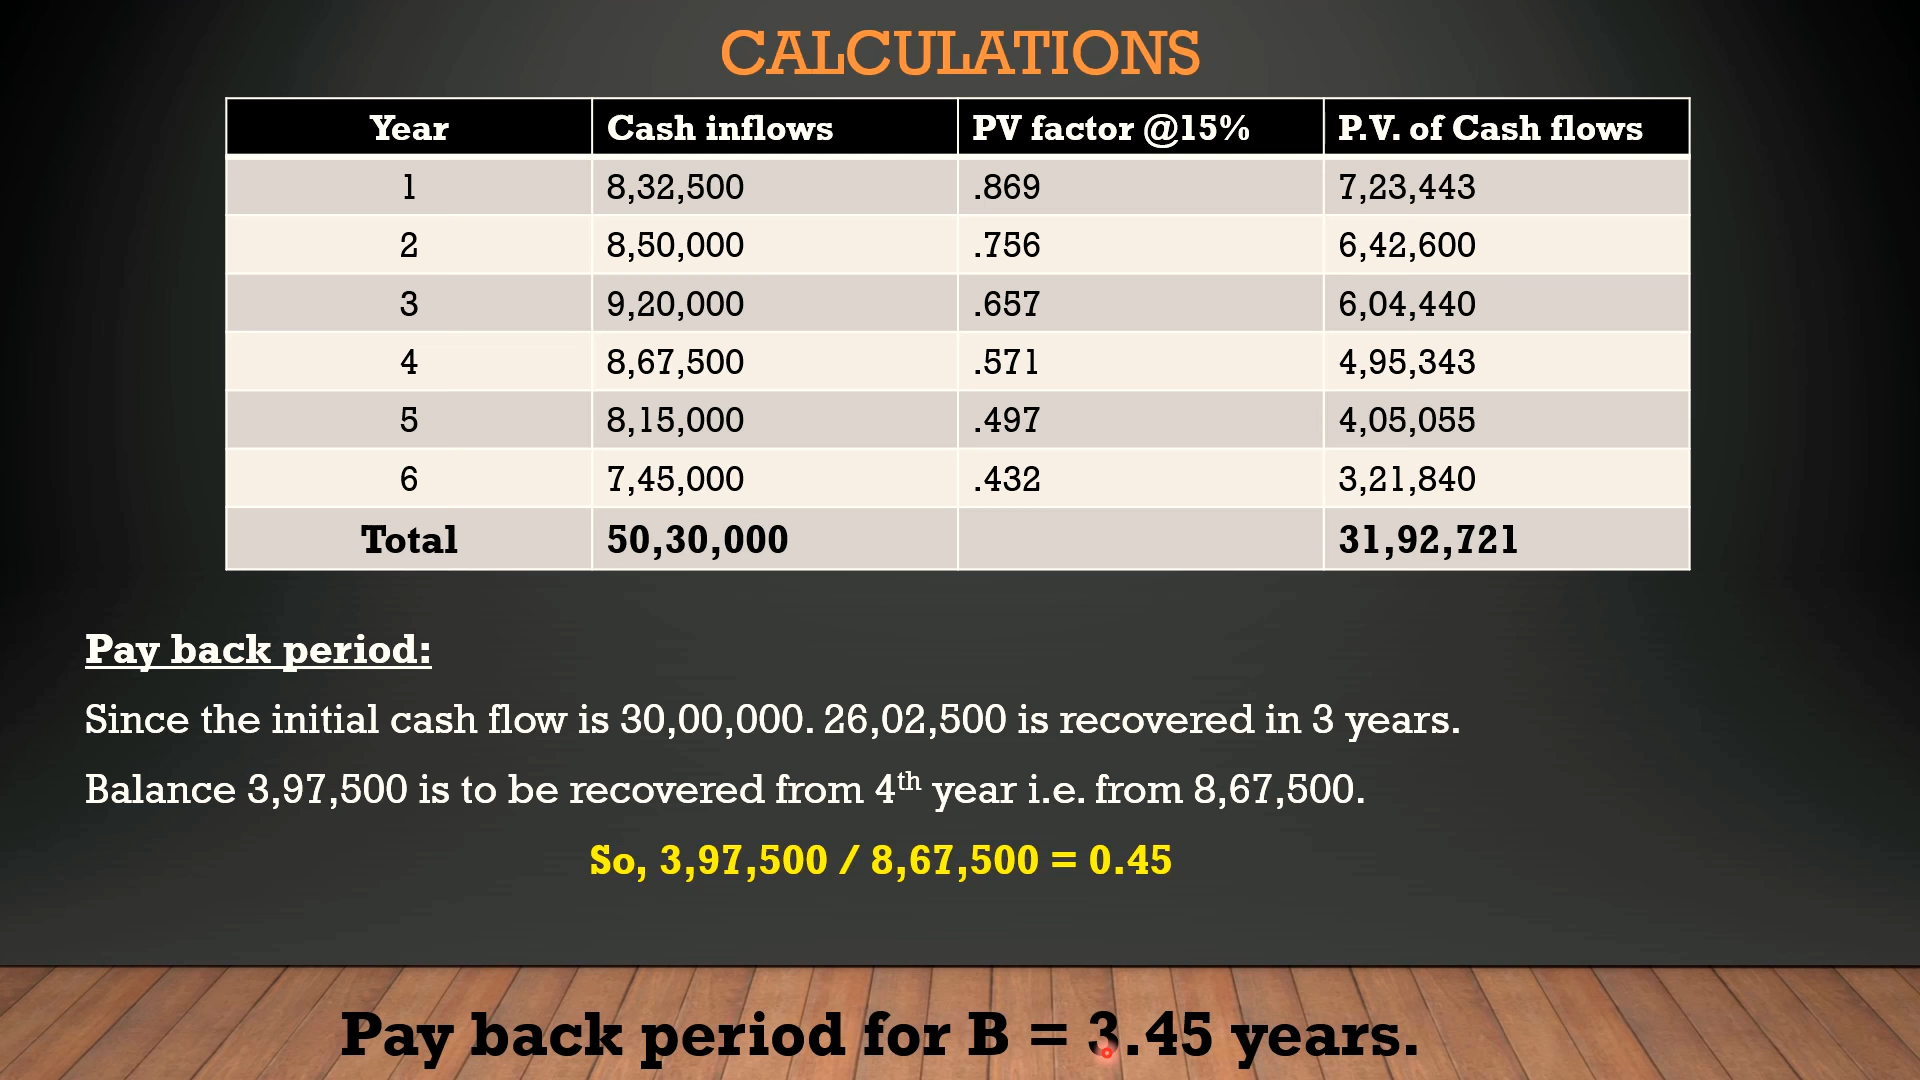 CALCULATIONS
Year Cash inflows PV factor @15% P.V. of Cash flows
1 8,32,500 .869 7,23,443
2 8,50,000 .756 6,42,600
3 9,20,000 .657 6,04,440
4 8,67,500 .571 4,95,343
5 8,15,000 .497 4,05,055
6 7,45,000 .432 3,21,840
Total 50,30,000 31,92,721
Pay back period:
Since the initial cash flow is 30,00,000. 26,02,500 is recovered in 3 years.
Balance 3,97,500 is to be recovered from 4th year i.e. from 8,67,500.
So, 3,97,500 / 8,67,500 = 0.45
Pay back period for B = 3.45 years.